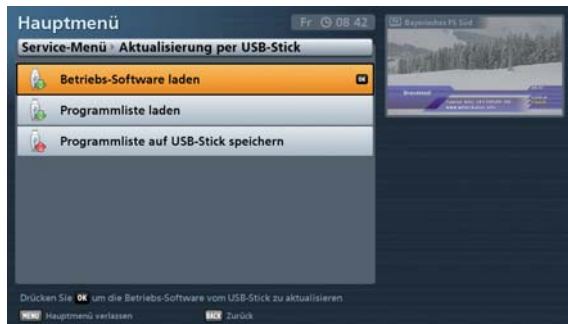 Hauptmenü
Fr 08 42
Bayerisches FS Süd
Service-Menü › Aktualisierung per USB-Stick
Betriebs-Software laden OK
Programmliste laden
Programmliste auf USB-Stick speichern
Drücken Sie OK um die Betriebs-Software vom USB-Stick zu aktualisieren
MENU Hauptmenü verlassen BACK Zurück